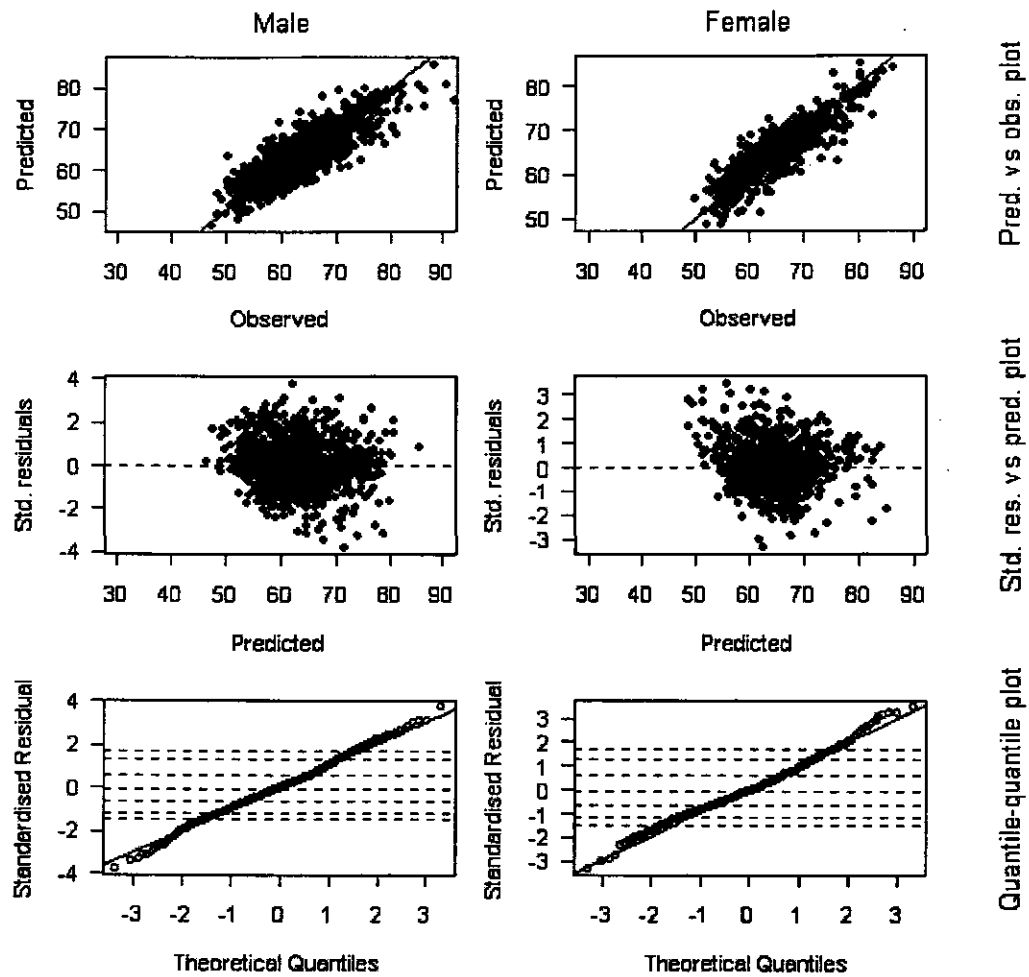 Male
Female
Predicted
80
70
60
50
30 40 50 60 70 80 90
Observed
Predicted
80
70
60
50
30 40 50 60 70 80 90
Observed
Pred. vs obs. plot
Std. residuals
4
2
0
-2
-4
30 40 50 60 70 80 90
Predicted
Std. residuals
3
2
1
0
-1
-2
-3
30 40 50 60 70 80 90
Predicted
Std. res. vs pred. plot
Standardised Residual
4
2
0
-2
-4
-3 -2 -1 0 1 2 3
Theoretical Quantiles
Standardised Residual
3
2
1
0
-1
-2
-3
-3 -2 -1 0 1 2 3
Theoretical Quantiles
Quantile-quantile plot